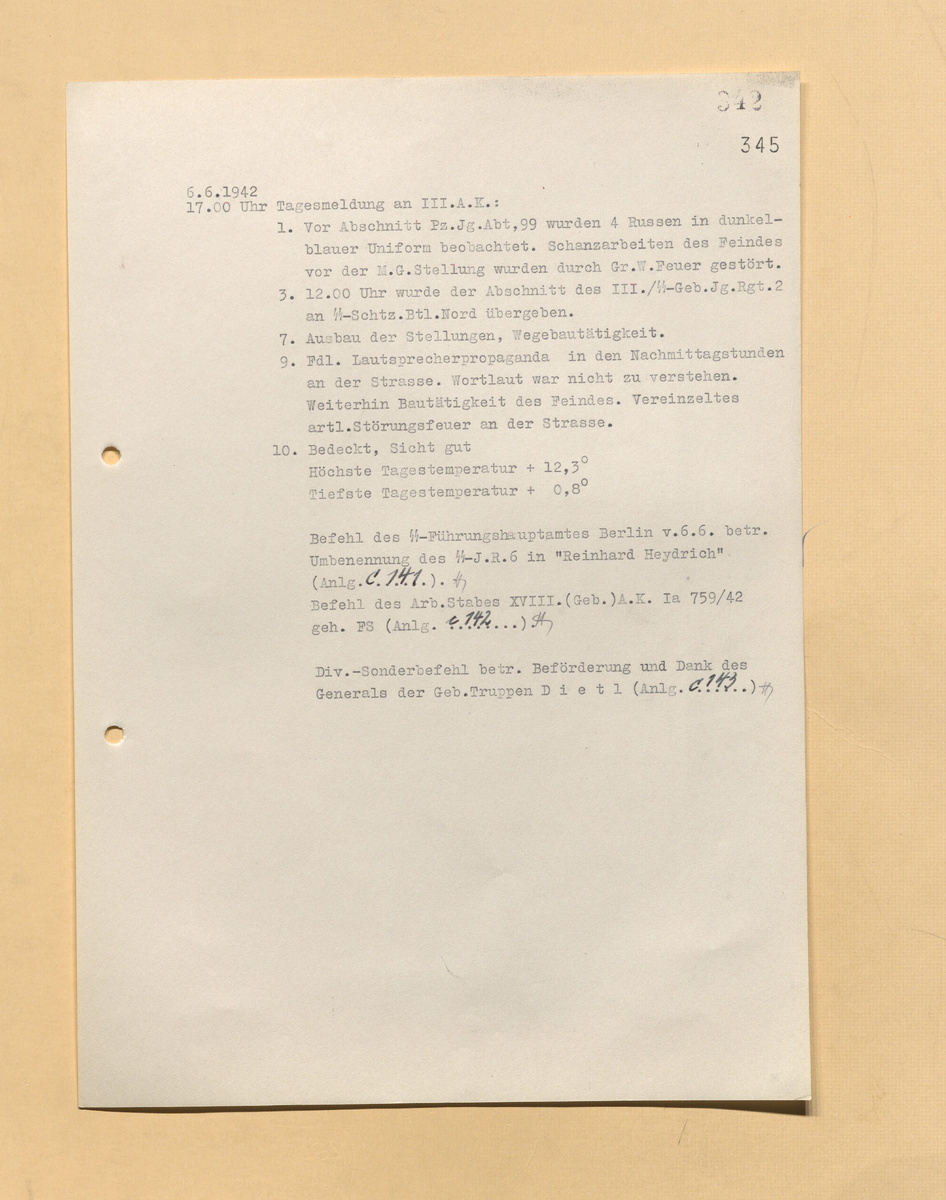 342
345
6.6.1942
17.00 Uhr Tagesmeldung an III.A.K.:
1. Vor Abschnitt Pz.Jg.Abt,99 wurden 4 Russen in dunkel-
blauer Uniform beobachtet. Schanzarbeiten des Feindes
vor der M.G.Stellung wurden durch Gr.W.Feuer gestört.
3. 12.00 Uhr wurde der Abschnitt des III./SS-Geb.Jg.Rgt.2
an SS-Schtz.Btl.Nord übergeben.
7. Ausbau der Stellungen, Wegebautätigkeit.
9. Fdl. Lautsprecherpropaganda in den Nachmittagstunden
an der Strasse. Wortlaut war nicht zu verstehen.
Weiterhin Bautätigkeit des Feindes. Vereinzeltes
artl.Störungsfeuer an der Strasse.
10. Bedeckt, Sicht gut
Höchste Tagestemperatur + 12,3°
Tiefste Tagestemperatur + 0,8°
Befehl des SS-Führungshauptamtes Berlin v.6.6. betr.
Umbenennung des SS-J.R.6 in "Reinhard Heydrich"
(Anlg. C. 141.).
Befehl des Arb.Stabes XVIII.(Geb.)A.K. Ia 759/42
geh. FS (Anlg. c.142...)
Div.-Sonderbefehl betr. Beförderung und Dank des
Generals der Geb.Truppen D i e t l (Anlg. C.143..)